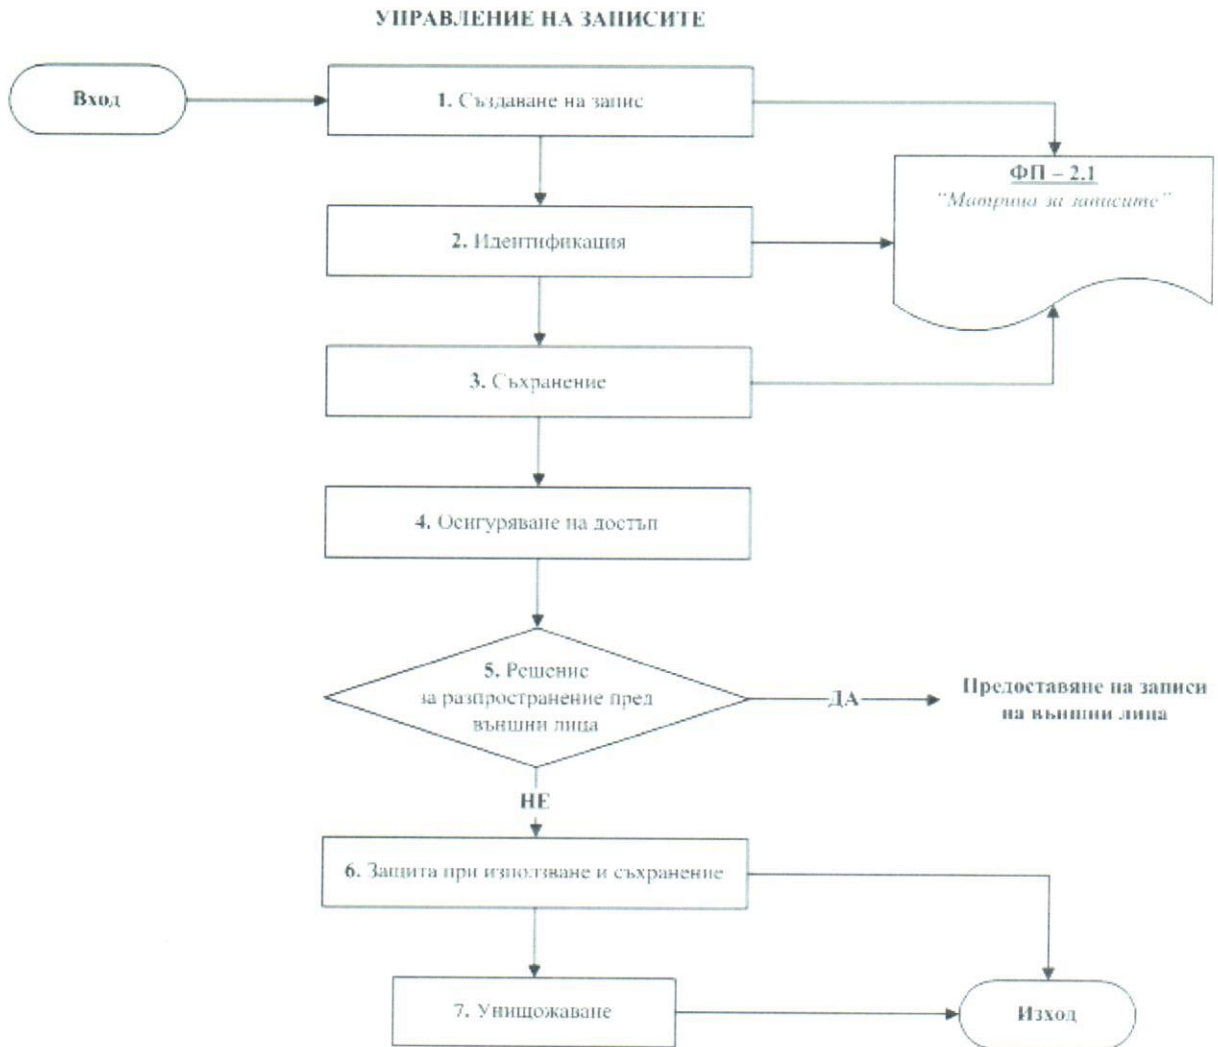 УПРАВЛЕНИЕ НА ЗАПИСИТЕ
Вход
1. Създаване на запис
ФП – 2.1
“Матрица за записите”
2. Идентификация
3. Съхранение
4. Осигуряване на достъп
5. Решение
за разпространение пред
външни лица
ДА
Предоставяне на записи
на външни лица
НЕ
6. Защита при използване и съхранение
7. Унищожаване
Изход